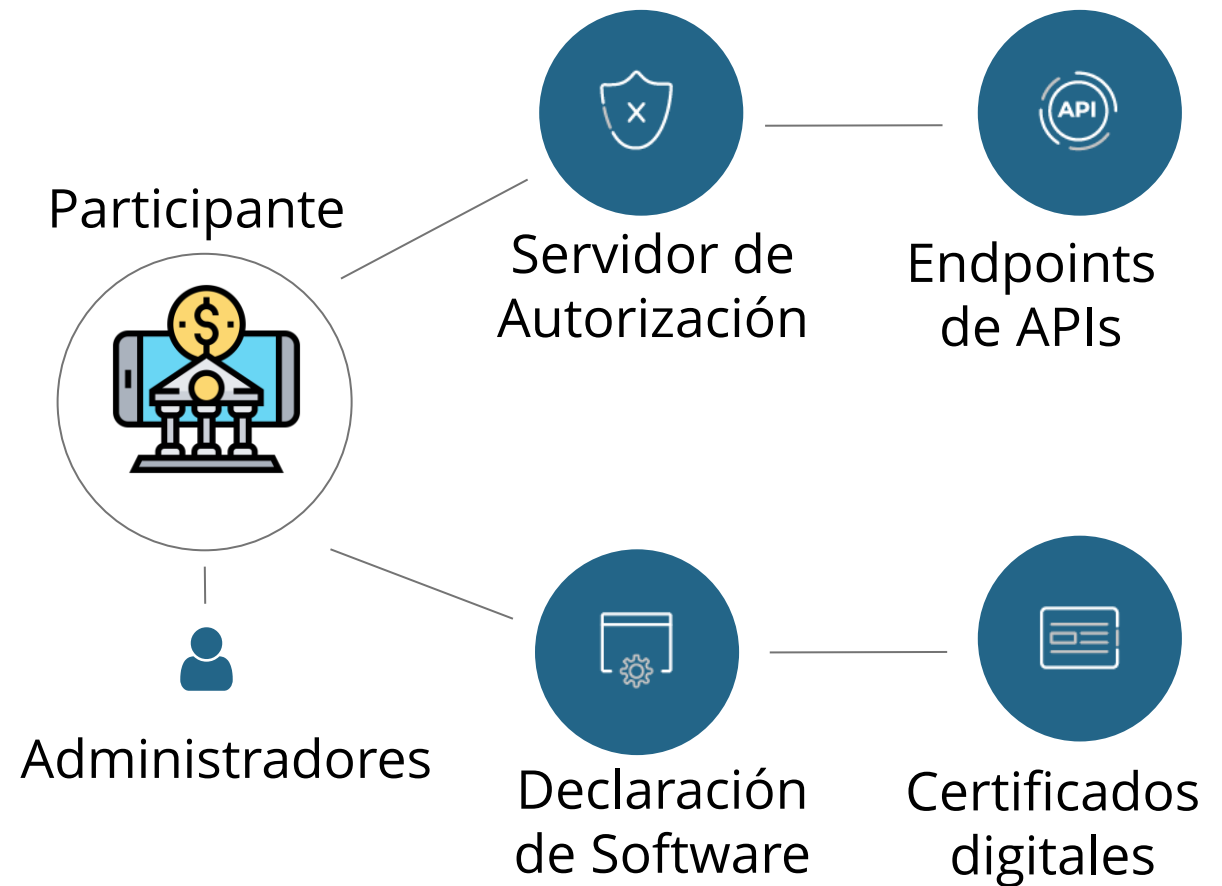 Participante
Servidor de
Autorización
API
Endpoints
de APIs
$
X
Administradores
Declaración
de Software
Certificados
digitales